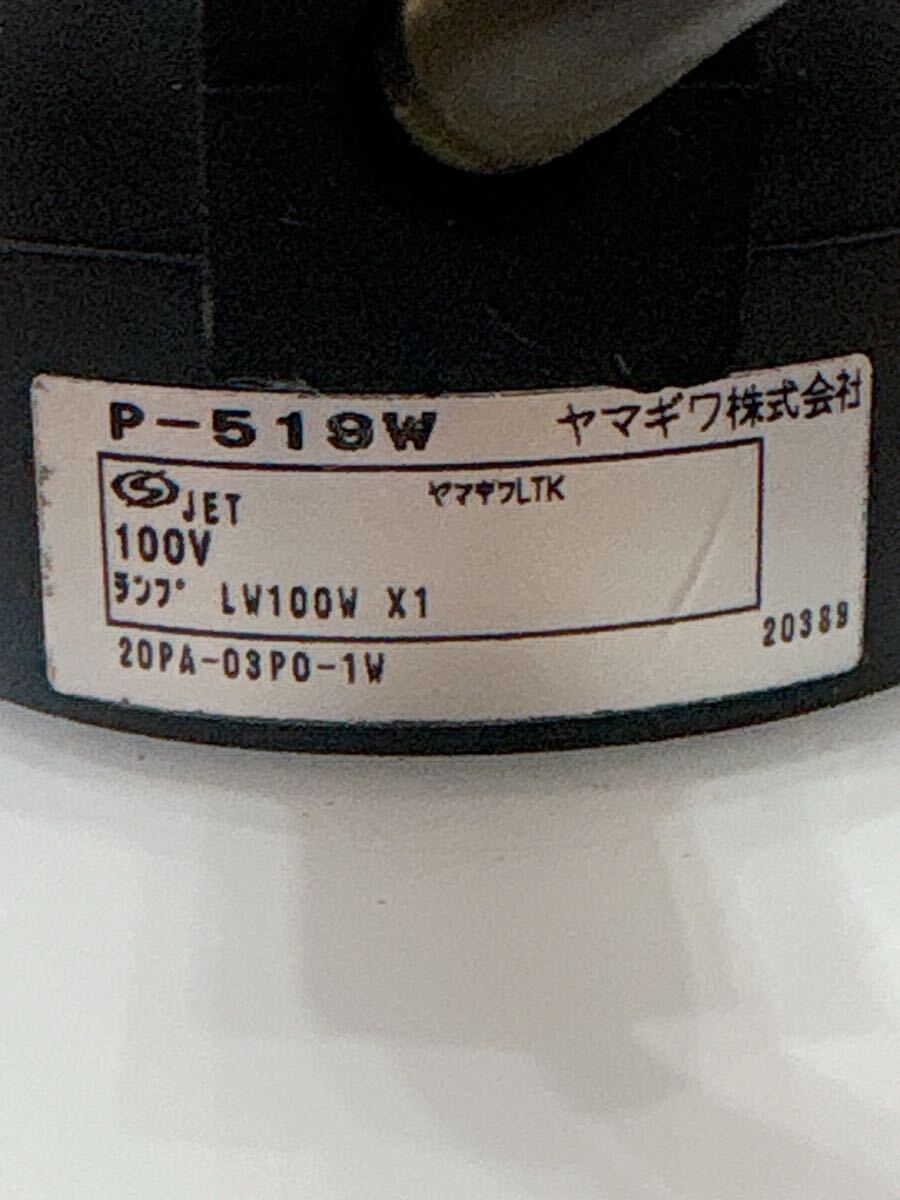 P-519W ヤマギワ株式会社
JET ヤマギワLTK
100V
ランプ LW100W X1
20PA-03P0-1W 20389